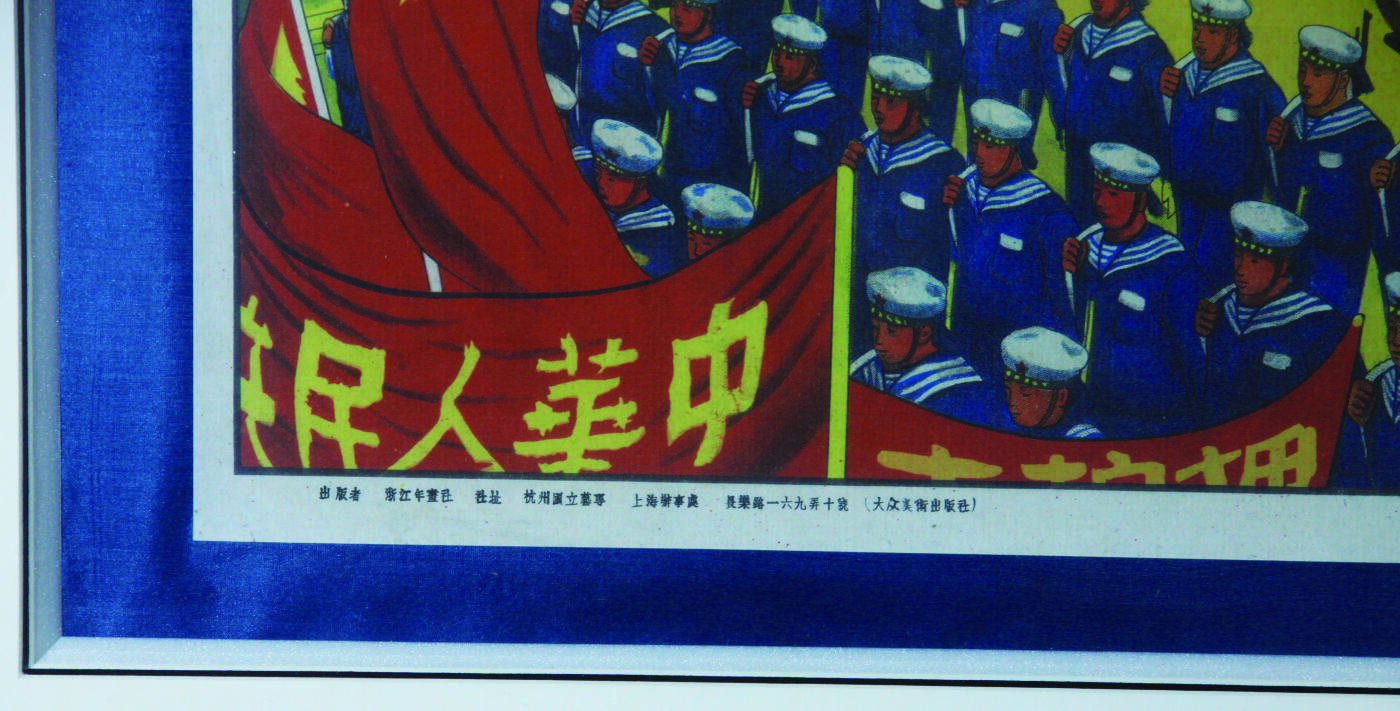 中華人民
出版者 浙江年畫社 社址 杭州國立藝專 上海辦事處 長樂路一六九弄十號 (大众美術出版社)